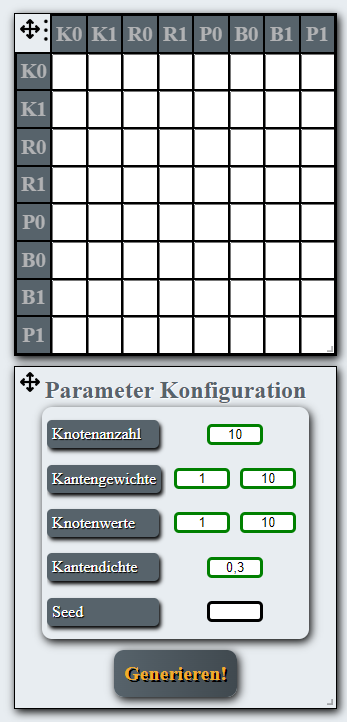 K0 K1 R0 R1 P0 B0 B1 P1
K0
K1
R0
R1
P0
B0
B1
P1
Parameter Konfiguration
Knotenanzahl 10
Kantengewichte 1 10
Knotenwerte 1 10
Kantendichte 0,3
Seed
Generieren!